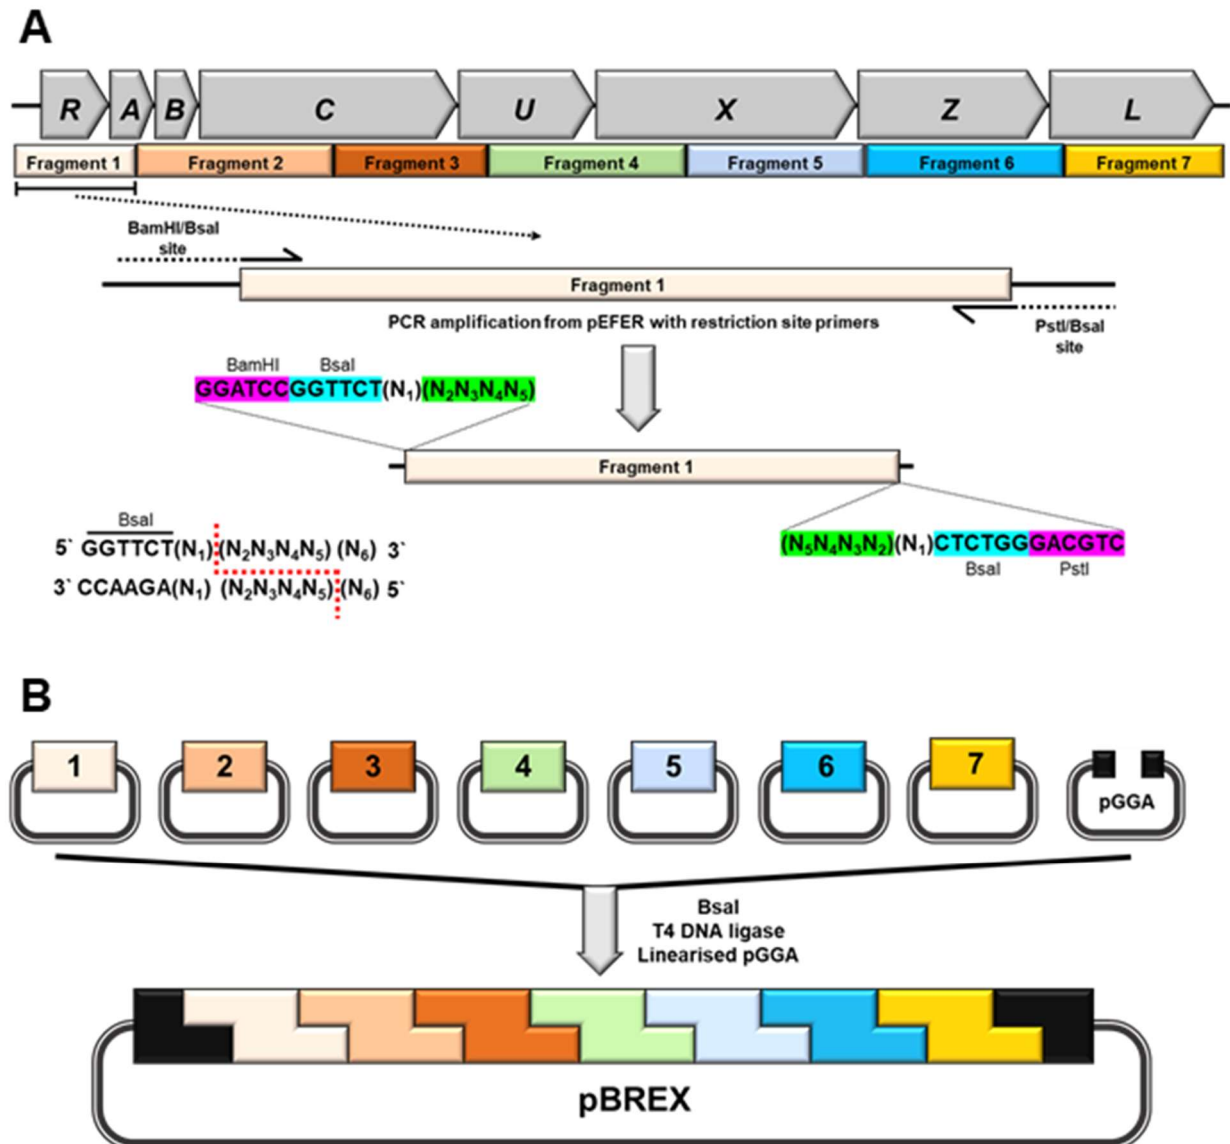 A
R A B C U X Z L
Fragment 1 Fragment 2 Fragment 3 Fragment 4 Fragment 5 Fragment 6 Fragment 7
BamHI/BsaI
site
Fragment 1
PCR amplification from pEFER with restriction site primers
PstI/BsaI
site
BamHI BsaI
GGATCCGGTTCT(N₁)(N₂N₃N₄N₅)
Fragment 1
(N₅N₄N₃N₂)(N₁)CTCTGGGACGTC
BsaI PstI
BsaI
5` GGTTCT(N₁) (N₂N₃N₄N₅) (N₆) 3`
3` CCAAGA(N₁) (N₂N₃N₄N₅) (N₆) 5`
B
1 2 3 4 5 6 7
pGGA
BsaI
T4 DNA ligase
Linearised pGGA
pBREX